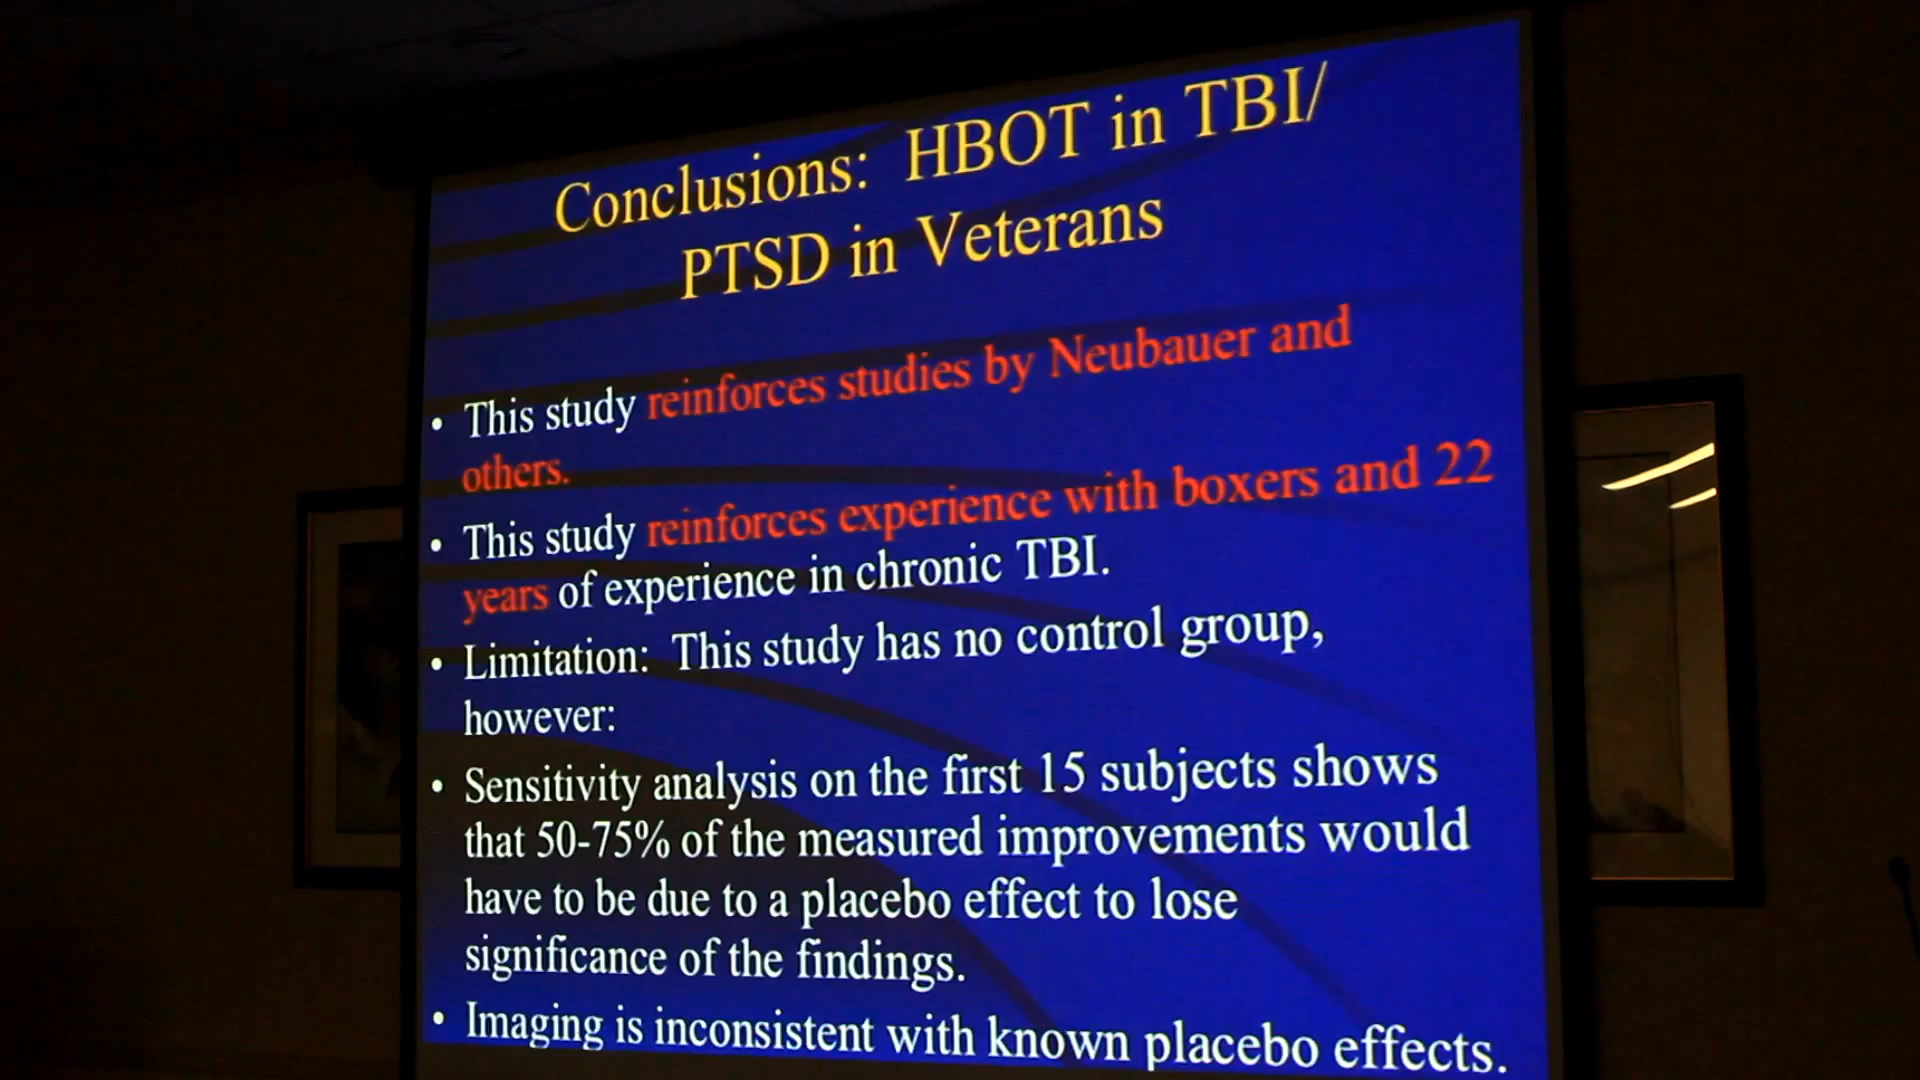 Conclusions: HBOT in TBI/
PTSD in Veterans
• This study reinforces studies by Neubauer and
others.
• This study reinforces experience with boxers and 22
years of experience in chronic TBI.
• Limitation: This study has no control group,
however:
• Sensitivity analysis on the first 15 subjects shows
that 50-75% of the measured improvements would
have to be due to a placebo effect to lose
significance of the findings.
• Imaging is inconsistent with known placebo effects.